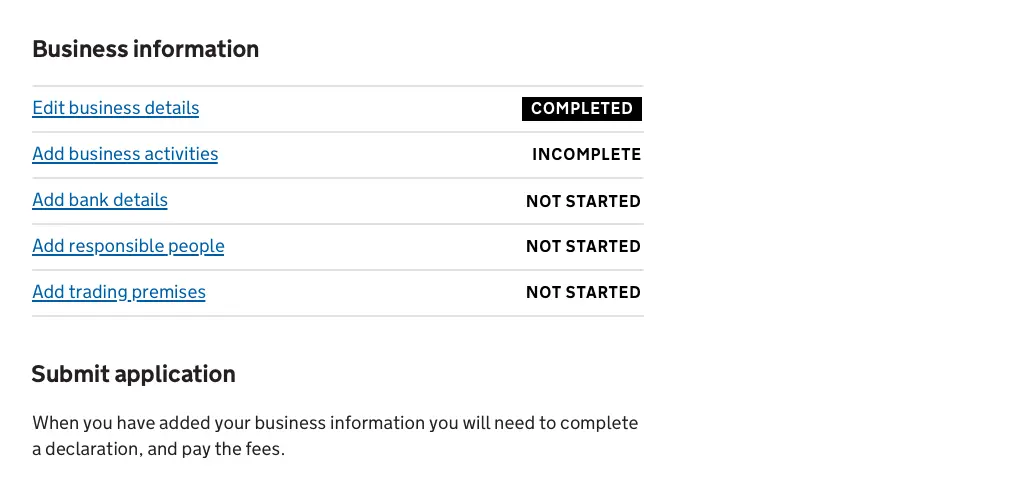 Business information
Edit business details COMPLETED
Add business activities INCOMPLETE
Add bank details NOT STARTED
Add responsible people NOT STARTED
Add trading premises NOT STARTED
Submit application
When you have added your business information you will need to complete
a declaration, and pay the fees.